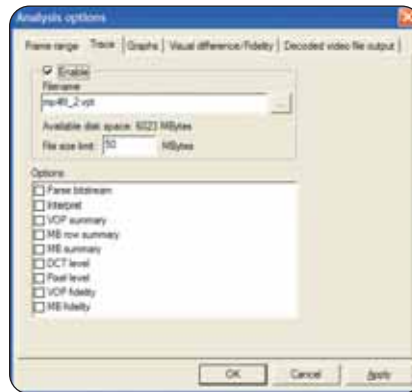 Analysis options
Frame range Trace Graphs Visual difference/Fidelity Decoded video file output
Enable
Filename
mp4fit_2.vpt ...
Available disk space: 6023 MBytes
File size limit: 50 MBytes
Options
Parse bitstream
Interpret
VOP summary
MB row summary
MB summary
DCT level
Pixel level
VOP fidelity
MB fidelity
OK Cancel Apply